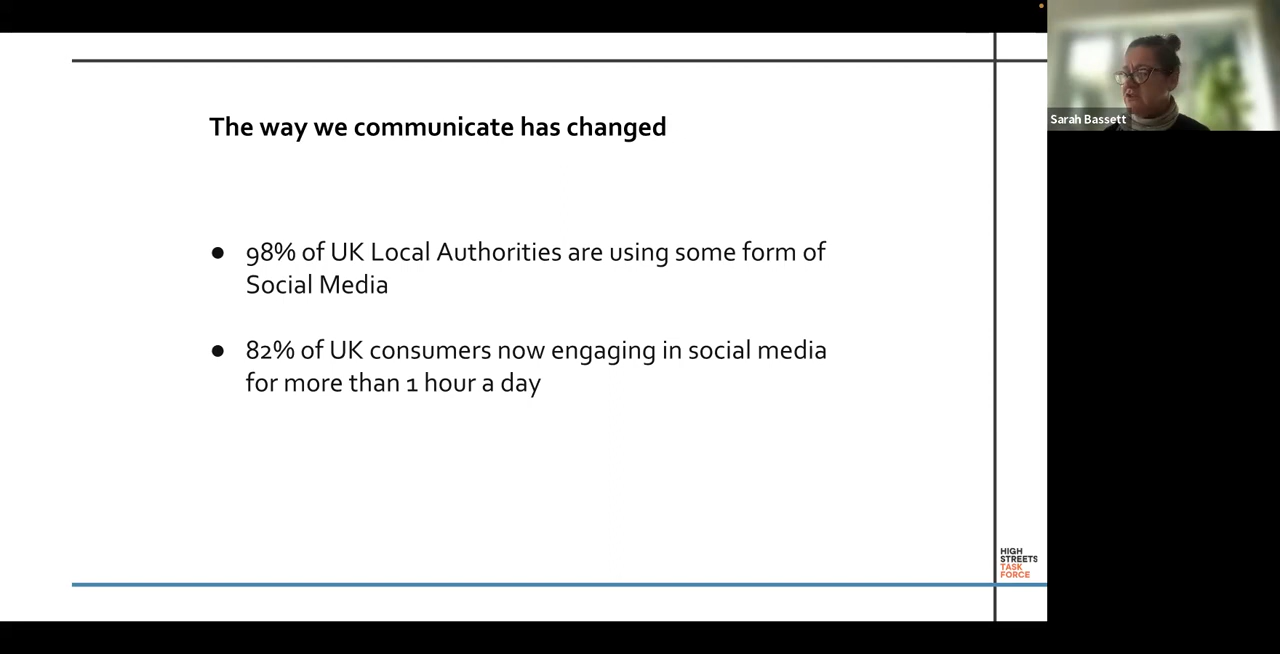 The way we communicate has changed
● 98% of UK Local Authorities are using some form of
Social Media
● 82% of UK consumers now engaging in social media
for more than 1 hour a day
HIGH
STREETS
TASK
FORCE
Sarah Bassett